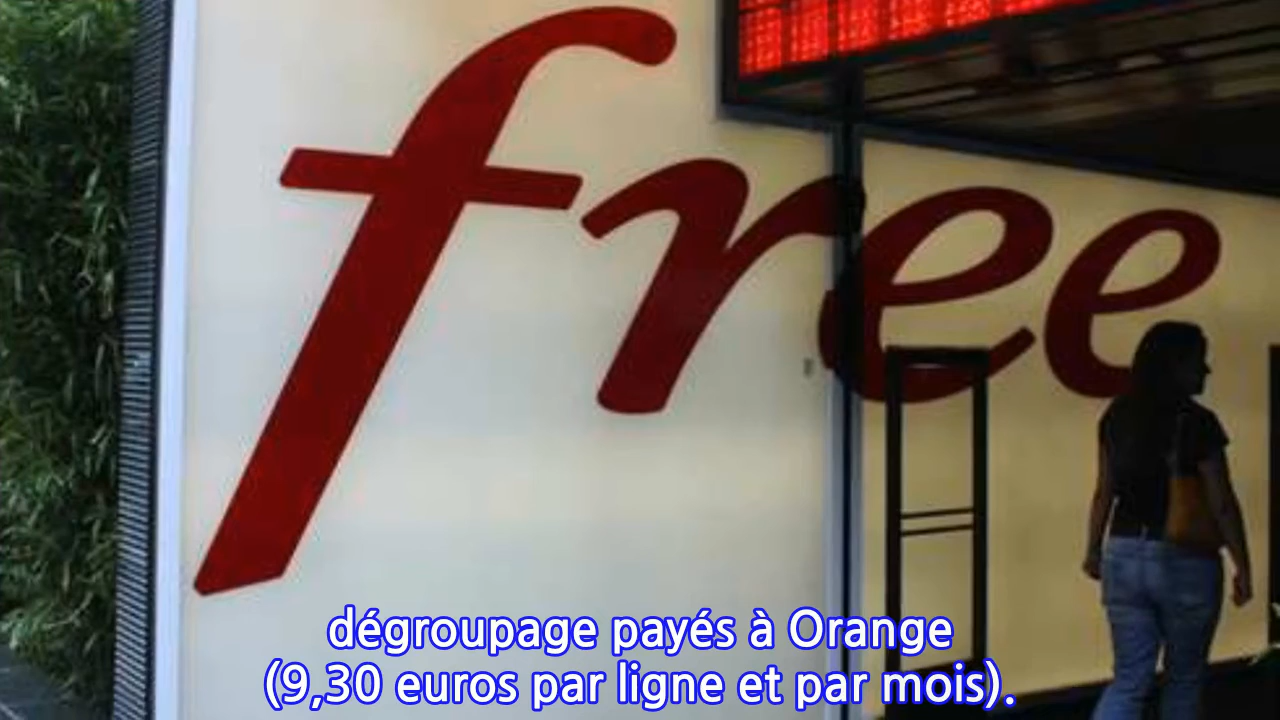 free
dégroupage payés à Orange
(9,30 euros par ligne et par mois).